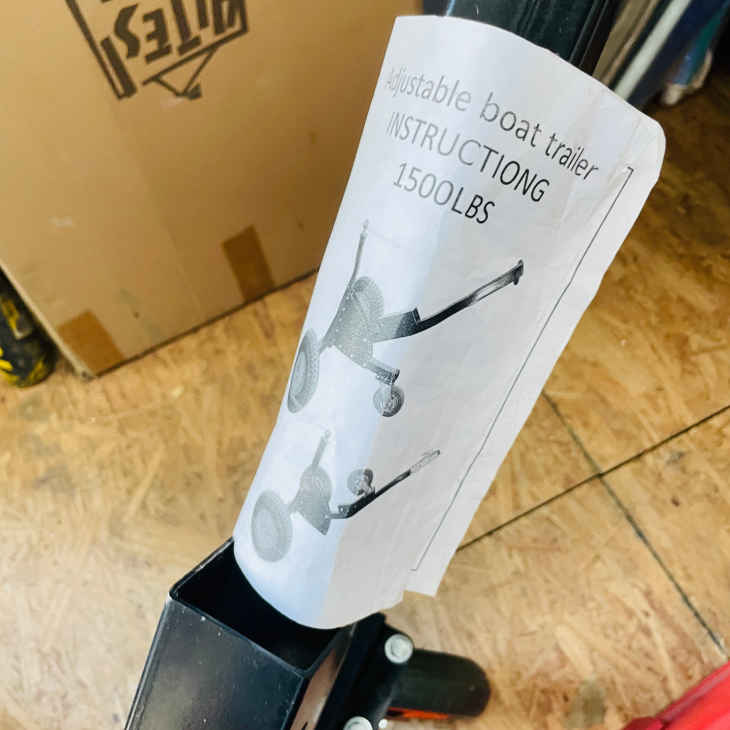 Adjustable boat trailer
INSTRUCTIONG
1500LBS